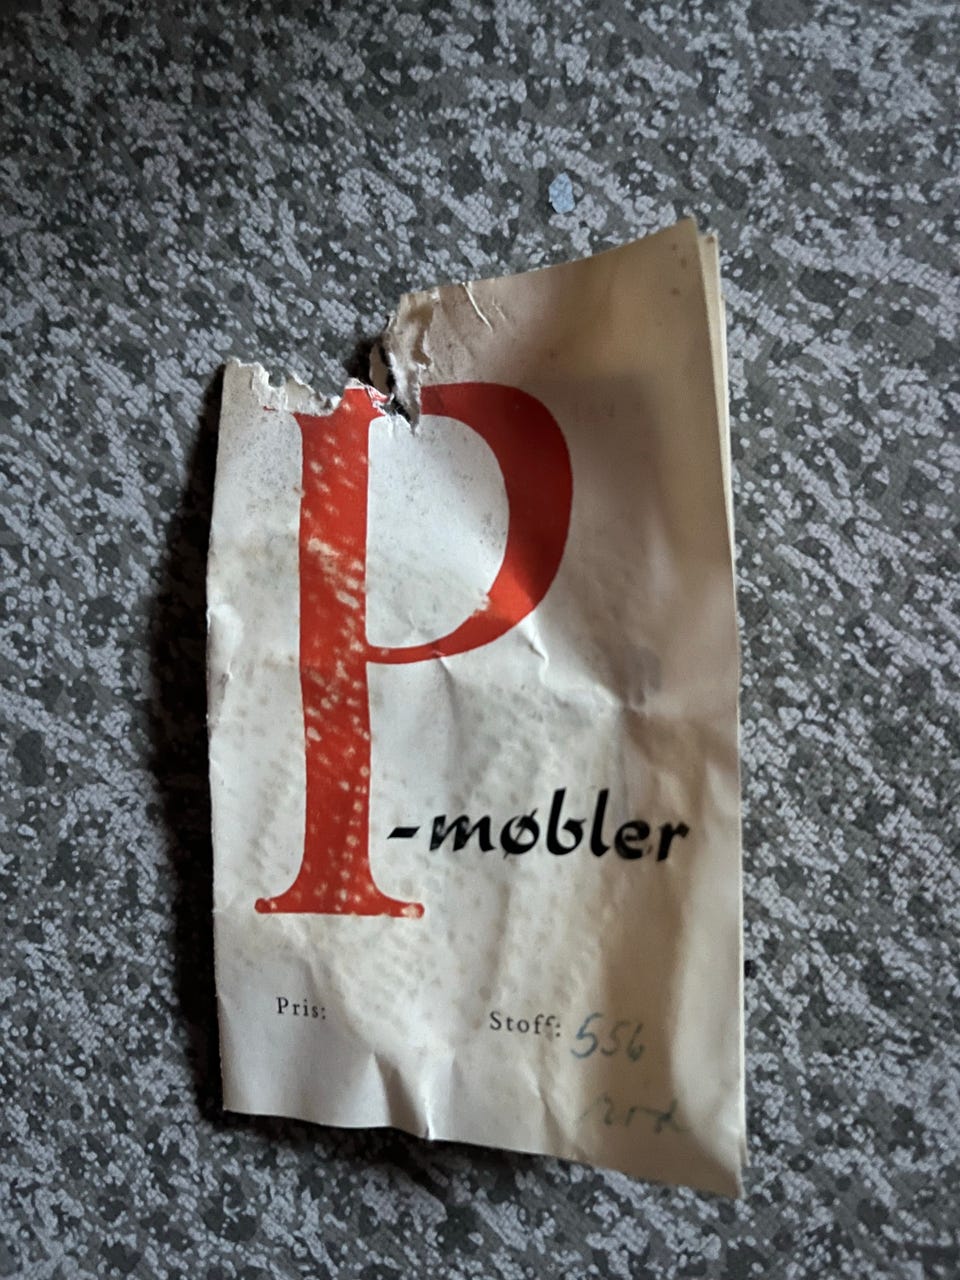 P
-møbler
Pris:
Stoff: 556